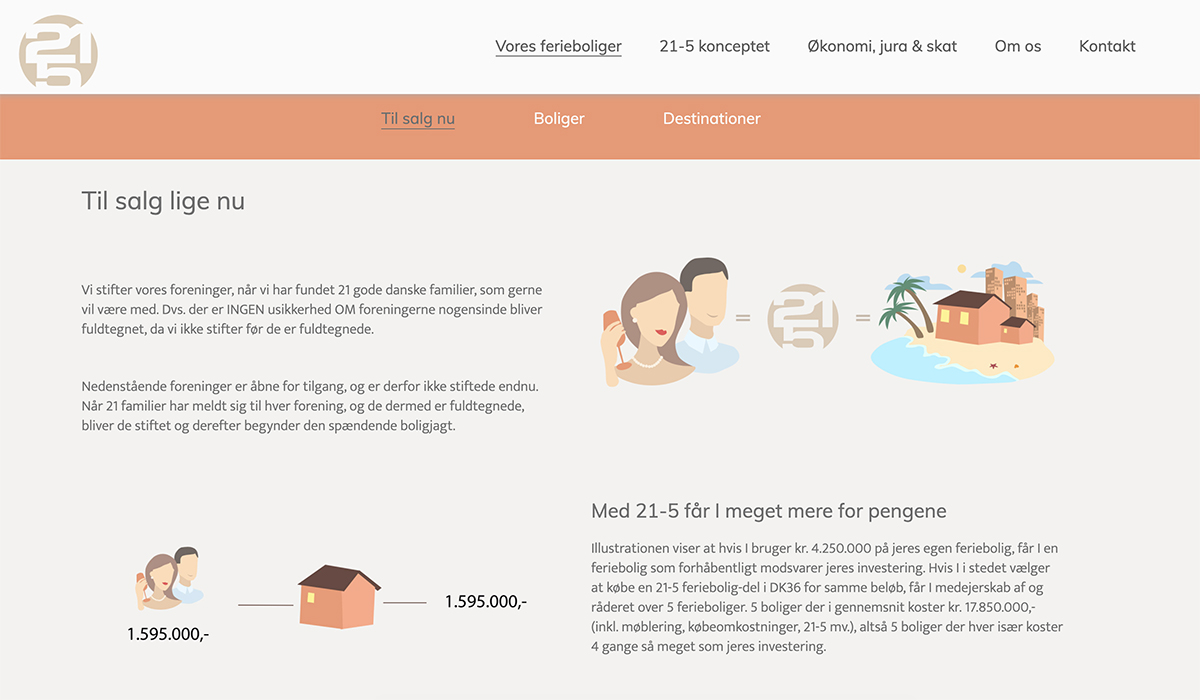 21
5
Vores ferieboliger 21-5 konceptet Økonomi, jura & skat Om os Kontakt
Til salg nu Boliger Destinationer
Til salg lige nu
Vi stifter vores foreninger, når vi har fundet 21 gode danske familier, som gerne
vil være med. Dvs. der er INGEN usikkerhed OM foreningerne nogensinde bliver
fuldtegnet, da vi ikke stifter før de er fuldtegnede.
Nedenstående foreninger er åbne for tilgang, og er derfor ikke stiftede endnu.
Når 21 familier har meldt sig til hver forening, og de dermed er fuldtegnede,
bliver de stiftet og derefter begynder den spændende boligjagt.
= 21 =
5
1.595.000,-
1.595.000,-
Med 21-5 får I meget mere for pengene
Illustrationen viser at hvis I bruger kr. 4.250.000 på jeres egen feriebolig, får I en
feriebolig som forhåbentligt modsvarer jeres investering. Hvis I i stedet vælger
at købe en 21-5 feriebolig-del i DK36 for samme beløb, får I medejerskab af og
råderet over 5 ferieboliger. 5 boliger der i gennemsnit koster kr. 17.850.000,-
(inkl. møblering, købeomkostninger, 21-5 mv.), altså 5 boliger der hver især koster
4 gange så meget som jeres investering.